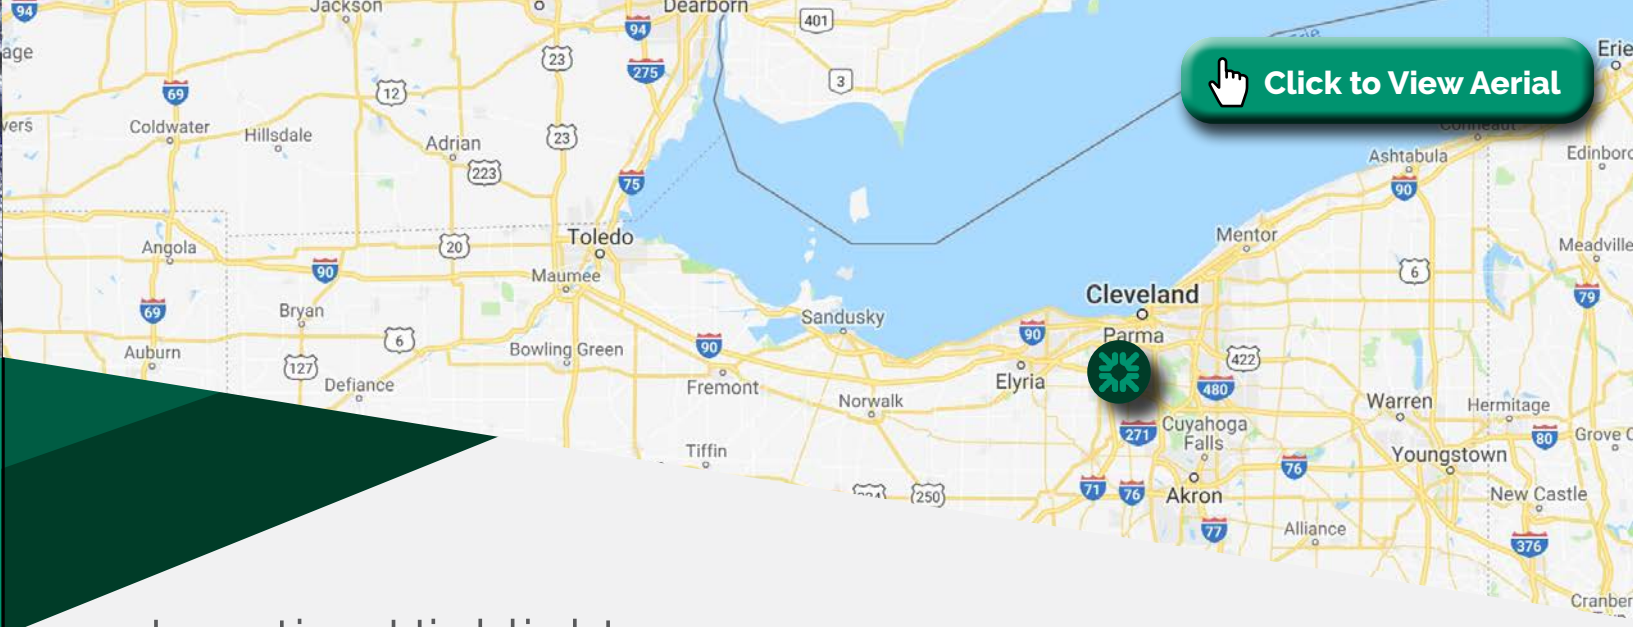 94
Jackson
Dearborn
401
94
23
275
3
Erie
Click to View Aerial
69
12
Coldwater
Hillsdale
23
Adrian
223
75
Ashtabula
90
Edinboro
Angola
20
Toledo
Mentor
Meadville
90
Maumee
6
69
Bryan
Cleveland
79
Sandusky
90
Parma
6
Auburn
127
Bowling Green
90
422
Defiance
Fremont
Elyria
480
Norwalk
Warren
Hermitage
271
Cuyahoga
Falls
80
Grove C
Tiffin
Youngstown
76
250
71
76
Akron
New Castle
77
Alliance
376
Cranber